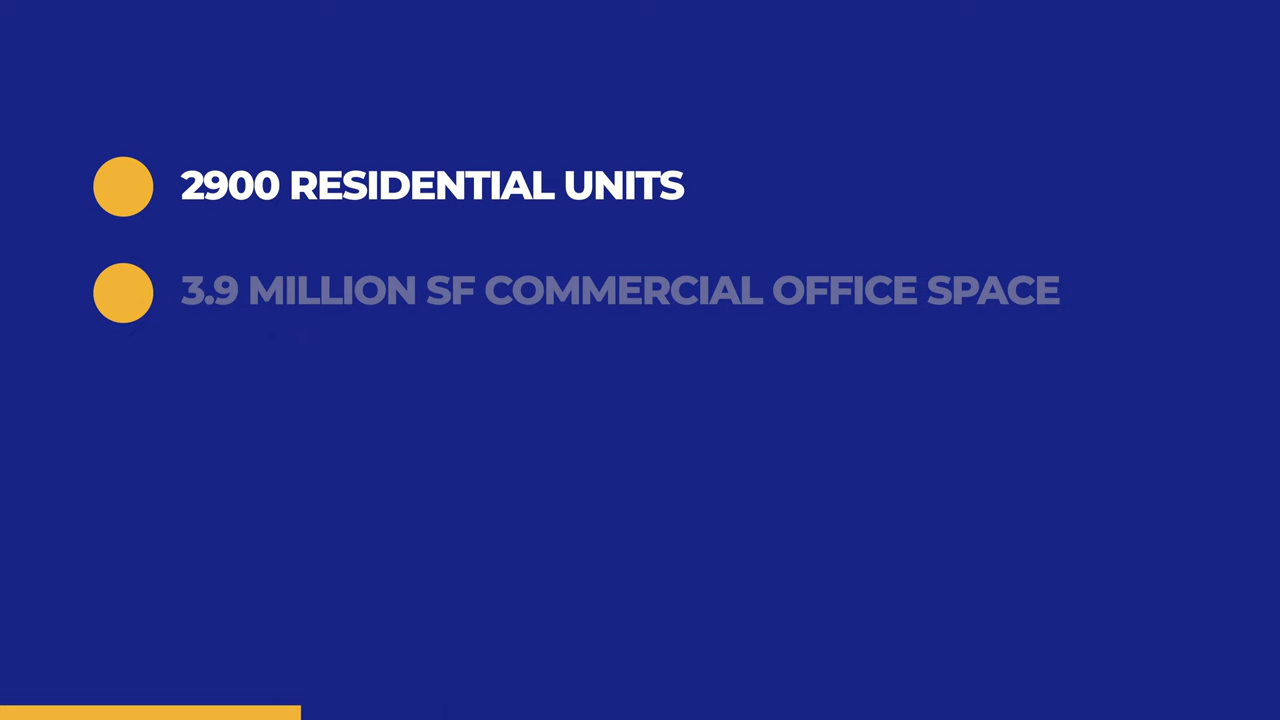 2900 RESIDENTIAL UNITS
3.9 MILLION SF COMMERCIAL OFFICE SPACE